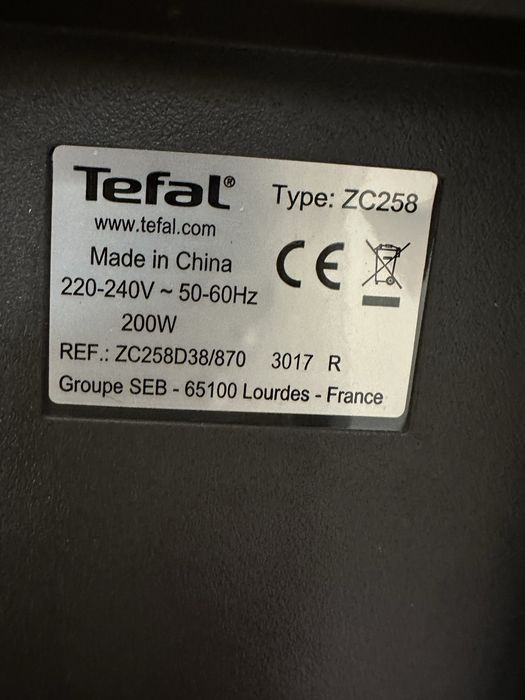 Tefal® Type: ZC258
www.tefal.com
Made in China CE
220-240V ~ 50-60Hz
200W
REF.: ZC258D38/870 3017 R
Groupe SEB - 65100 Lourdes - France